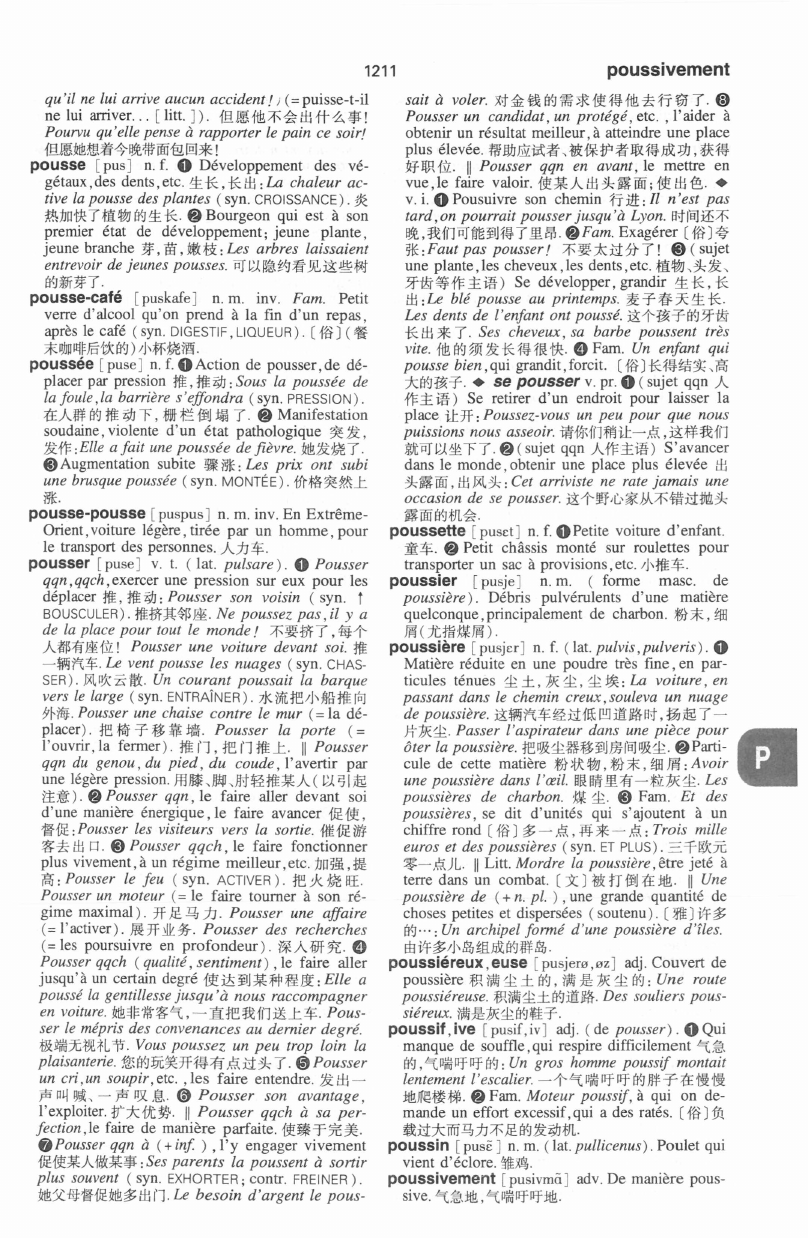 1211
poussivement
qu'il ne lui arrive aucun accident! (=puisse-t-il
ne lui arriver... [litt.]). 但愿他不会出什么事!
Pourvu qu'elle pense à rapporter le pain ce soir!
但愿她想着今晚带面包回来!
pousse [pus] n.f. ❶ Développement des vé-
gétaux,des dents,etc. 生长,长出:La chaleur ac-
tive la pousse des plantes (syn. CROISSANCE). 炎
热加快了植物的生长. ❷ Bourgeon qui est à son
premier état de développement; jeune plante,
jeune branche 芽,苗,嫩枝:Les arbres laissaient
entrevoir de jeunes pousses. 可以隐约看见这些树
的新芽了.
pousse-café [puskafe] n.m. inv. Fam. Petit
verre d'alcool qu'on prend à la fin d'un repas,
après le café (syn. DIGESTIF,LIQUEUR). [俗](餐
末咖啡后饮的)小杯烧酒.
poussée [puse] n.f. ❶Action de pousser,de dé-
placer par pression 推,推动:Sous la poussée de
la foule,la barrière s'effondra (syn. PRESSION).
在人群的推动下,栅栏倒塌了. ❷ Manifestation
soudaine,violente d'un état pathologique 突发,
发作:Elle a fait une poussée de fièvre. 她发烧了.
❸Augmentation subite 骤涨:Les prix ont subi
une brusque poussée (syn. MONTÉE). 价格突然上
涨.
pousse-pousse [puspus] n.m. inv. En Extrême-
Orient,voiture légère,tirée par un homme,pour
le transport des personnes. 人力车.
pousser [puse] v.t. (lat. pulsare). ❶ Pousser
qqn,qqch,exercer une pression sur eux pour les
déplacer 推,推动:Pousser son voisin (syn. ↑
BOUSCULER). 推挤其邻座. Ne poussez pas,il y a
de la place pour tout le monde! 不要挤了,每个
人都有座位! Pousser une voiture devant soi. 推
一辆汽车. Le vent pousse les nuages (syn. CHAS-
SER). 风吹云散. Un courant poussait la barque
vers le large (syn. ENTRAÎNER). 水流把小船推向
外海. Pousser une chaise contre le mur (=la dé-
placer). 把椅子移靠墙. Pousser la porte (=
l'ouvrir,la fermer). 推门,把门推上. ‖ Pousser
qqn du genou,du pied,du coude,l'avertir par
une légère pression. 用膝、脚、肘轻推某人(以引起
注意). ❷ Pousser qqn,le faire aller devant soi
d'une manière énergique,le faire avancer 促使,
督促:Pousser les visiteurs vers la sortie. 催促游
客去出口. ❸ Pousser qqch,le faire fonctionner
plus vivement,à un régime meilleur,etc. 加强,提
高:Pousser le feu (syn. ACTIVER). 把火烧旺.
Pousser un moteur (=le faire tourner à son ré-
gime maximal). 开足马力. Pousser une affaire
(=l'activer). 展开业务. Pousser des recherches
(=les poursuivre en profondeur). 深入研究. ❹
Pousser qqch (qualité,sentiment),le faire aller
jusqu'à un certain degré 使达到某种程度:Elle a
poussé la gentillesse jusqu'à nous raccompagner
en voiture. 她非常客气,一直把我们送上车. Pous-
ser le mépris des convenances au dernier degré.
极端无视礼节. Vous poussez un peu trop loin la
plaisanterie. 您的玩笑开得有点过头了. ❺Pousser
un cri,un soupir,etc.,les faire entendre. 发出一
声叫喊、一声叹息. ❻ Pousser son avantage,
l'exploiter. 扩大优势. ‖ Pousser qqch à sa per-
fection,le faire de manière parfaite. 使臻于完美.
❼Pousser qqn à (+inf.),l'y engager vivement
促使某人做某事:Ses parents la poussent à sortir
plus souvent (syn. EXHORTER; contr. FREINER).
她父母督促她多出门. Le besoin d'argent le pous-
sait à voler. 对金钱的需求使得他去行窃了. ❽
Pousser un candidat,un protégé,etc.,l'aider à
obtenir un résultat meilleur,à atteindre une place
plus élevée. 帮助应试者、被保护者取得成功,获得
好职位. ‖ Pousser qqn en avant,le mettre en
vue,le faire valoir. 使某人出头露面;使出色. ◆
v.i. ❶ Pousuivre son chemin 行进:Il n'est pas
tard,on pourrait pousser jusqu'à Lyon. 时间还不
晚,我们可能到得了里昂. ❷Fam. Exagérer [俗]夸
张:Faut pas pousser! 不要太过分了! ❸(sujet
une plante,les cheveux,les dents,etc. 植物、头发、
牙齿等作主语) Se développer,grandir 生长,长
出:Le blé pousse au printemps. 麦子春天生长.
Les dents de l'enfant ont poussé. 这个孩子的牙齿
长出来了. Ses cheveux,sa barbe poussent très
vite. 他的须发长得很快. ❹ Fam. Un enfant qui
pousse bien,qui grandit,forcit. [俗]长得结实、高
大的孩子. ◆ se pousser v.pr. ❶(sujet qqn 人
作主语) Se retirer d'un endroit pour laisser la
place 让开:Poussez-vous un peu pour que nous
puissions nous asseoir. 请你们稍让一点,这样我们
就可以坐下了. ❷(sujet qqn 人作主语) S'avancer
dans le monde,obtenir une place plus élevée 出
头露面,出风头:Cet arriviste ne rate jamais une
occasion de se pousser. 这个野心家从不错过抛头
露面的机会.
poussette [pusɛt] n.f. ❶Petite voiture d'enfant.
童车. ❷ Petit châssis monté sur roulettes pour
transporter un sac à provisions,etc. 小推车.
poussier [pusje] n.m. (forme masc. de
poussière). Débris pulvérulents d'une matière
quelconque,principalement de charbon. 粉末,细
屑(尤指煤屑).
poussière [pusjɛr] n.f. (lat. pulvis,pulveris). ❶
Matière réduite en une poudre très fine,en par-
ticules ténues 尘土,灰尘,尘埃:La voiture,en
passant dans le chemin creux,souleva un nuage
de poussière. 这辆汽车经过低凹道路时,扬起了一
片灰尘. Passer l'aspirateur dans une pièce pour
ôter la poussière. 把吸尘器移到房间吸尘. ❷Parti-
cule de cette matière 粉状物,粉末,细屑:Avoir
une poussière dans l'œil. 眼睛里有一粒灰尘. Les
poussières de charbon. 煤尘. ❸ Fam. Et des
poussières,se dit d'unités qui s'ajoutent à un
chiffre rond [俗]多一点,再来一点:Trois mille
euros et des poussières (syn. ET PLUS). 三千欧元
零一点儿. ‖ Litt. Mordre la poussière,être jeté à
terre dans un combat. [文]被打倒在地. ‖ Une
poussière de (+n. pl.),une grande quantité de
choses petites et dispersées (soutenu). [雅]许多
的…:Un archipel formé d'une poussière d'îles.
由许多小岛组成的群岛.
poussiéreux,euse [pusjerø,øz] adj. Couvert de
poussière 积满尘土的,满是灰尘的:Une route
poussiéreuse. 积满尘土的道路. Des souliers pous-
siéreux. 满是灰尘的鞋子.
poussif,ive [pusif,iv] adj. (de pousser). ❶Qui
manque de souffle,qui respire difficilement 气急
的,气喘吁吁的:Un gros homme poussif montait
lentement l'escalier. 一个气喘吁吁的胖子在慢慢
地爬楼梯. ❷ Fam. Moteur poussif,à qui on de-
mande un effort excessif,qui a des ratés. [俗]负
载过大而马力不足的发动机.
poussin [pusɛ̃] n.m. (lat. pullicenus). Poulet qui
vient d'éclore. 雏鸡.
poussivement [pusivmɑ̃] adv. De manière pous-
sive. 气急地,气喘吁吁地.
P